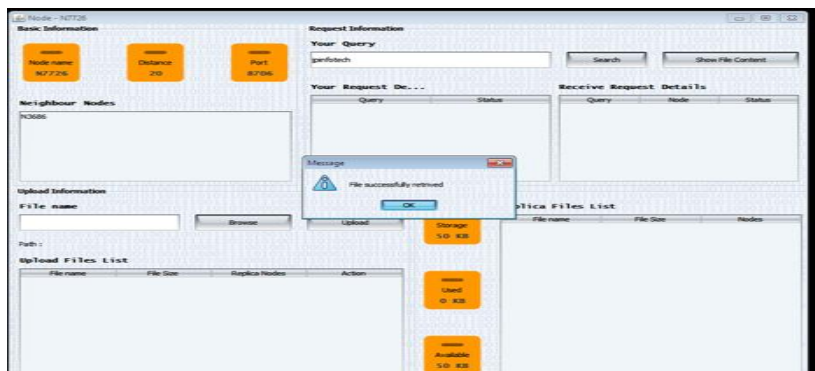 Node - N7726
Basic Information
Node name
N7726
Distance
20
Port
8706
Neighbour Nodes
N3686
Request Information
Your Query
jpinfotech
Search
Show File Content
Your Request De...
Query Status
Receive Request Details
Query Node Status
Message
File successfully retrived
OK
Upload Information
File name
Browse
Upload
Path :
Upload Files List
File name File Size Replica Nodes Action
Storage
50 KB
Used
0 KB
Available
50 KB
plica Files List
File name File Size Nodes